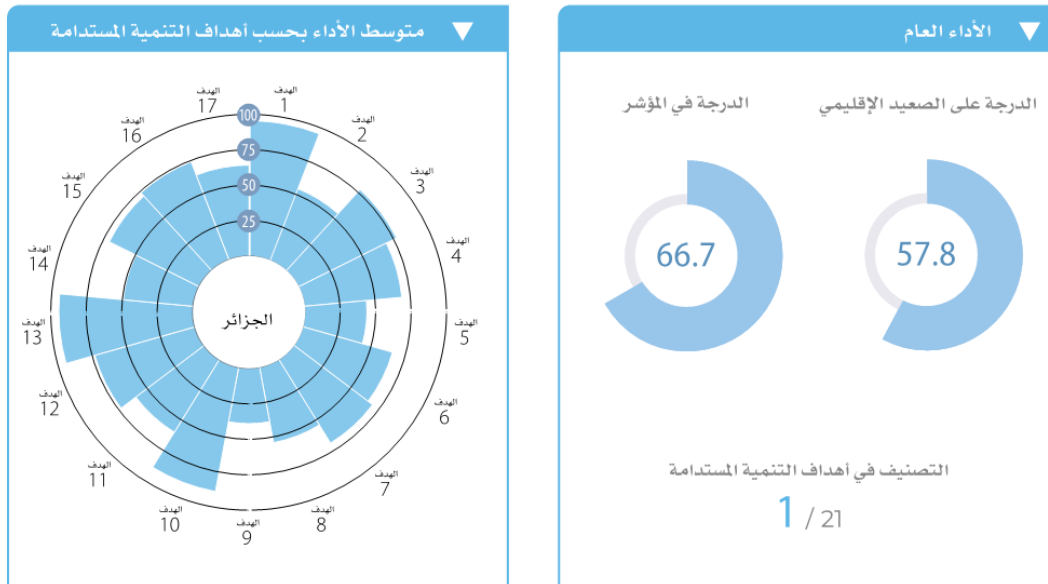 ▼ الأداء العام
الدرجة على الصعيد الإقليمي
57.8
الدرجة في المؤشر
66.7
التصنيف في أهداف التنمية المستدامة
1 / 21
▼ متوسط الأداء بحسب أهداف التنمية المستدامة
100
75
50
25
الجزائر
الهدف
1
الهدف
2
الهدف
3
الهدف
4
الهدف
5
الهدف
6
الهدف
7
الهدف
8
الهدف
9
الهدف
10
الهدف
11
الهدف
12
الهدف
13
الهدف
14
الهدف
15
الهدف
16
الهدف
17